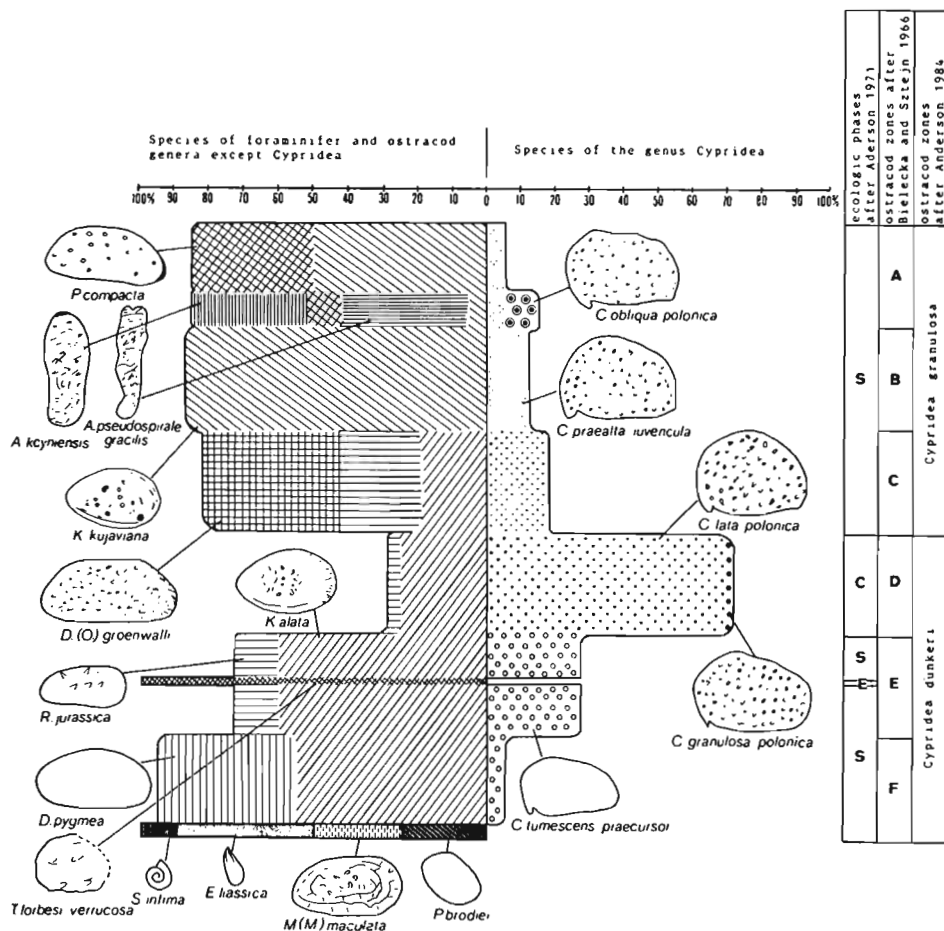 Species of foraminifer and ostracod
genera except Cypridea
Species of the genus Cypridea
100% 90 80 70 60 50 40 30 20 10 0 10 20 30 40 50 60 70 80 90 100%
ecologic phases
after Aderson 1971
ostracod zones after
Bielecka and Sztejn 1966
ostracod zones
after Anderson 1984
P. compacta
A. kcyniensis
A. pseudospirale
gracilis
K. kujaviana
D. (O.) groenwalli
K. alata
R. jurassica
D. pygmea
T. forbesi verrucosa
S. intima
E. liassica
M (M) maculata
P. brodiei
C. obliqua polonica
C. praealta iuvencula
C. lata polonica
C. granulosa polonica
C. tumescens praecursor
S
C
S
E
S
A
B
C
D
E
F
Cypridea granulosa
Cypridea dunkeri